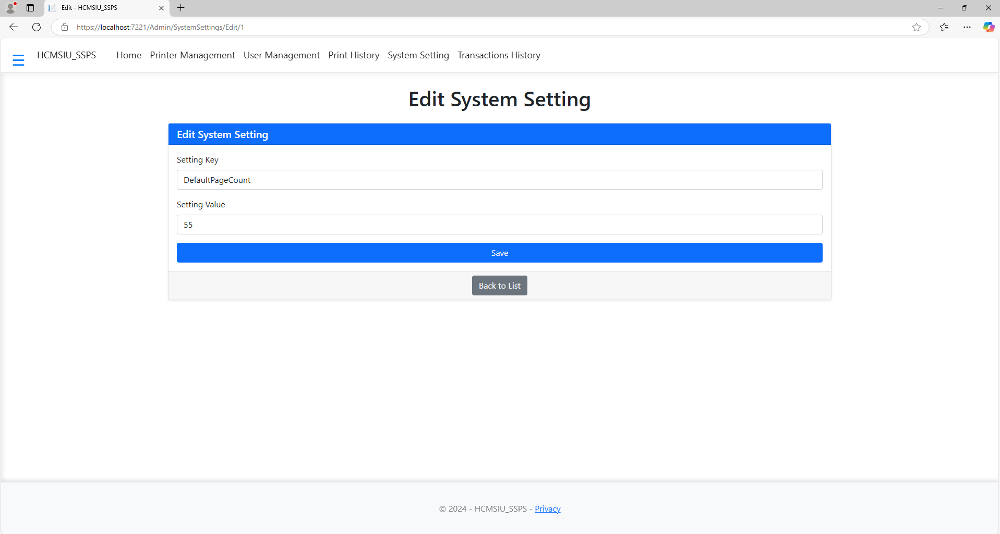 Edit - HCMSIU_SSPS
https://localhost:7221/Admin/SystemSettings/Edit/1
HCMSIU_SSPS Home Printer Management User Management Print History System Setting Transactions History
Edit System Setting
Edit System Setting
Setting Key
DefaultPageCount
Setting Value
55
Save
Back to List
© 2024 - HCMSIU_SSPS - Privacy